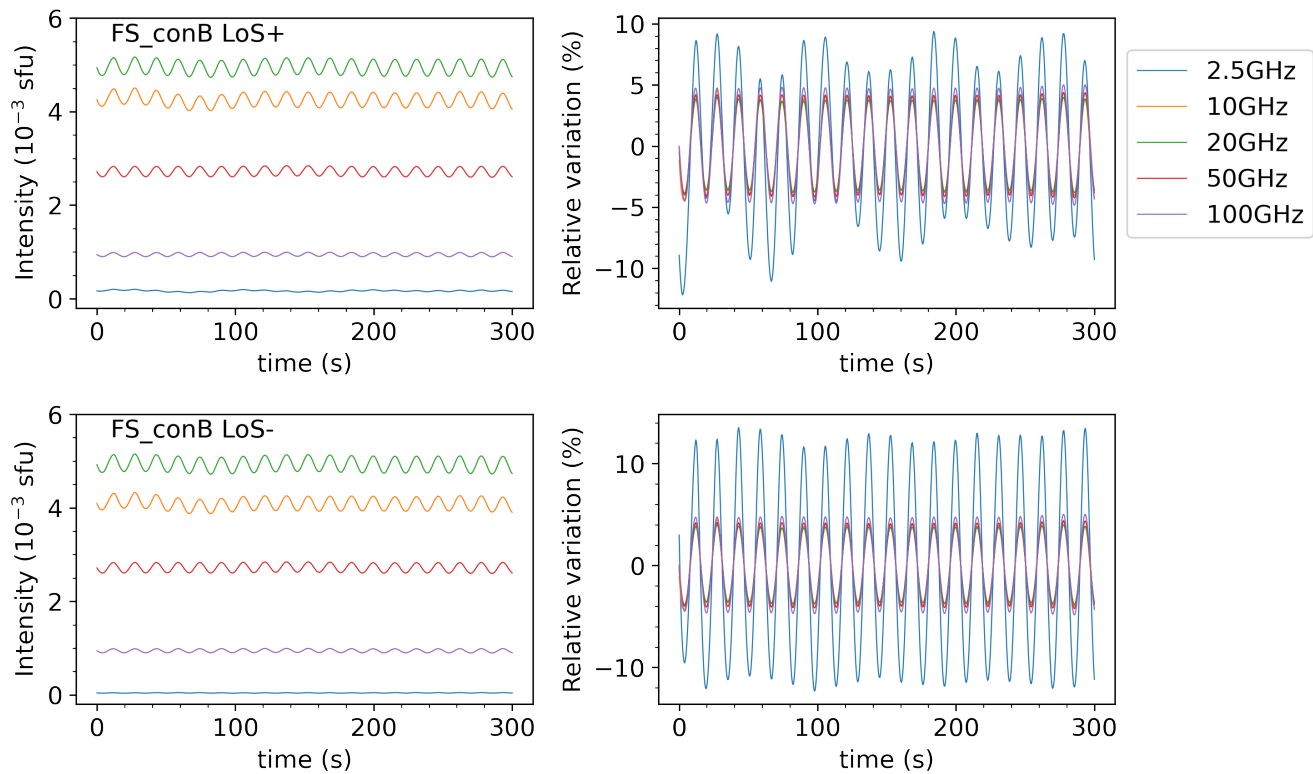 FS_conB LoS+
Intensity (10⁻³ sfu)
6
4
2
0
0
100
200
300
time (s)
Relative variation (%)
10
5
0
−5
−10
0
100
200
300
time (s)
2.5GHz
10GHz
20GHz
50GHz
100GHz
FS_conB LoS-
Intensity (10⁻³ sfu)
6
4
2
0
0
100
200
300
time (s)
Relative variation (%)
10
0
−10
0
100
200
300
time (s)